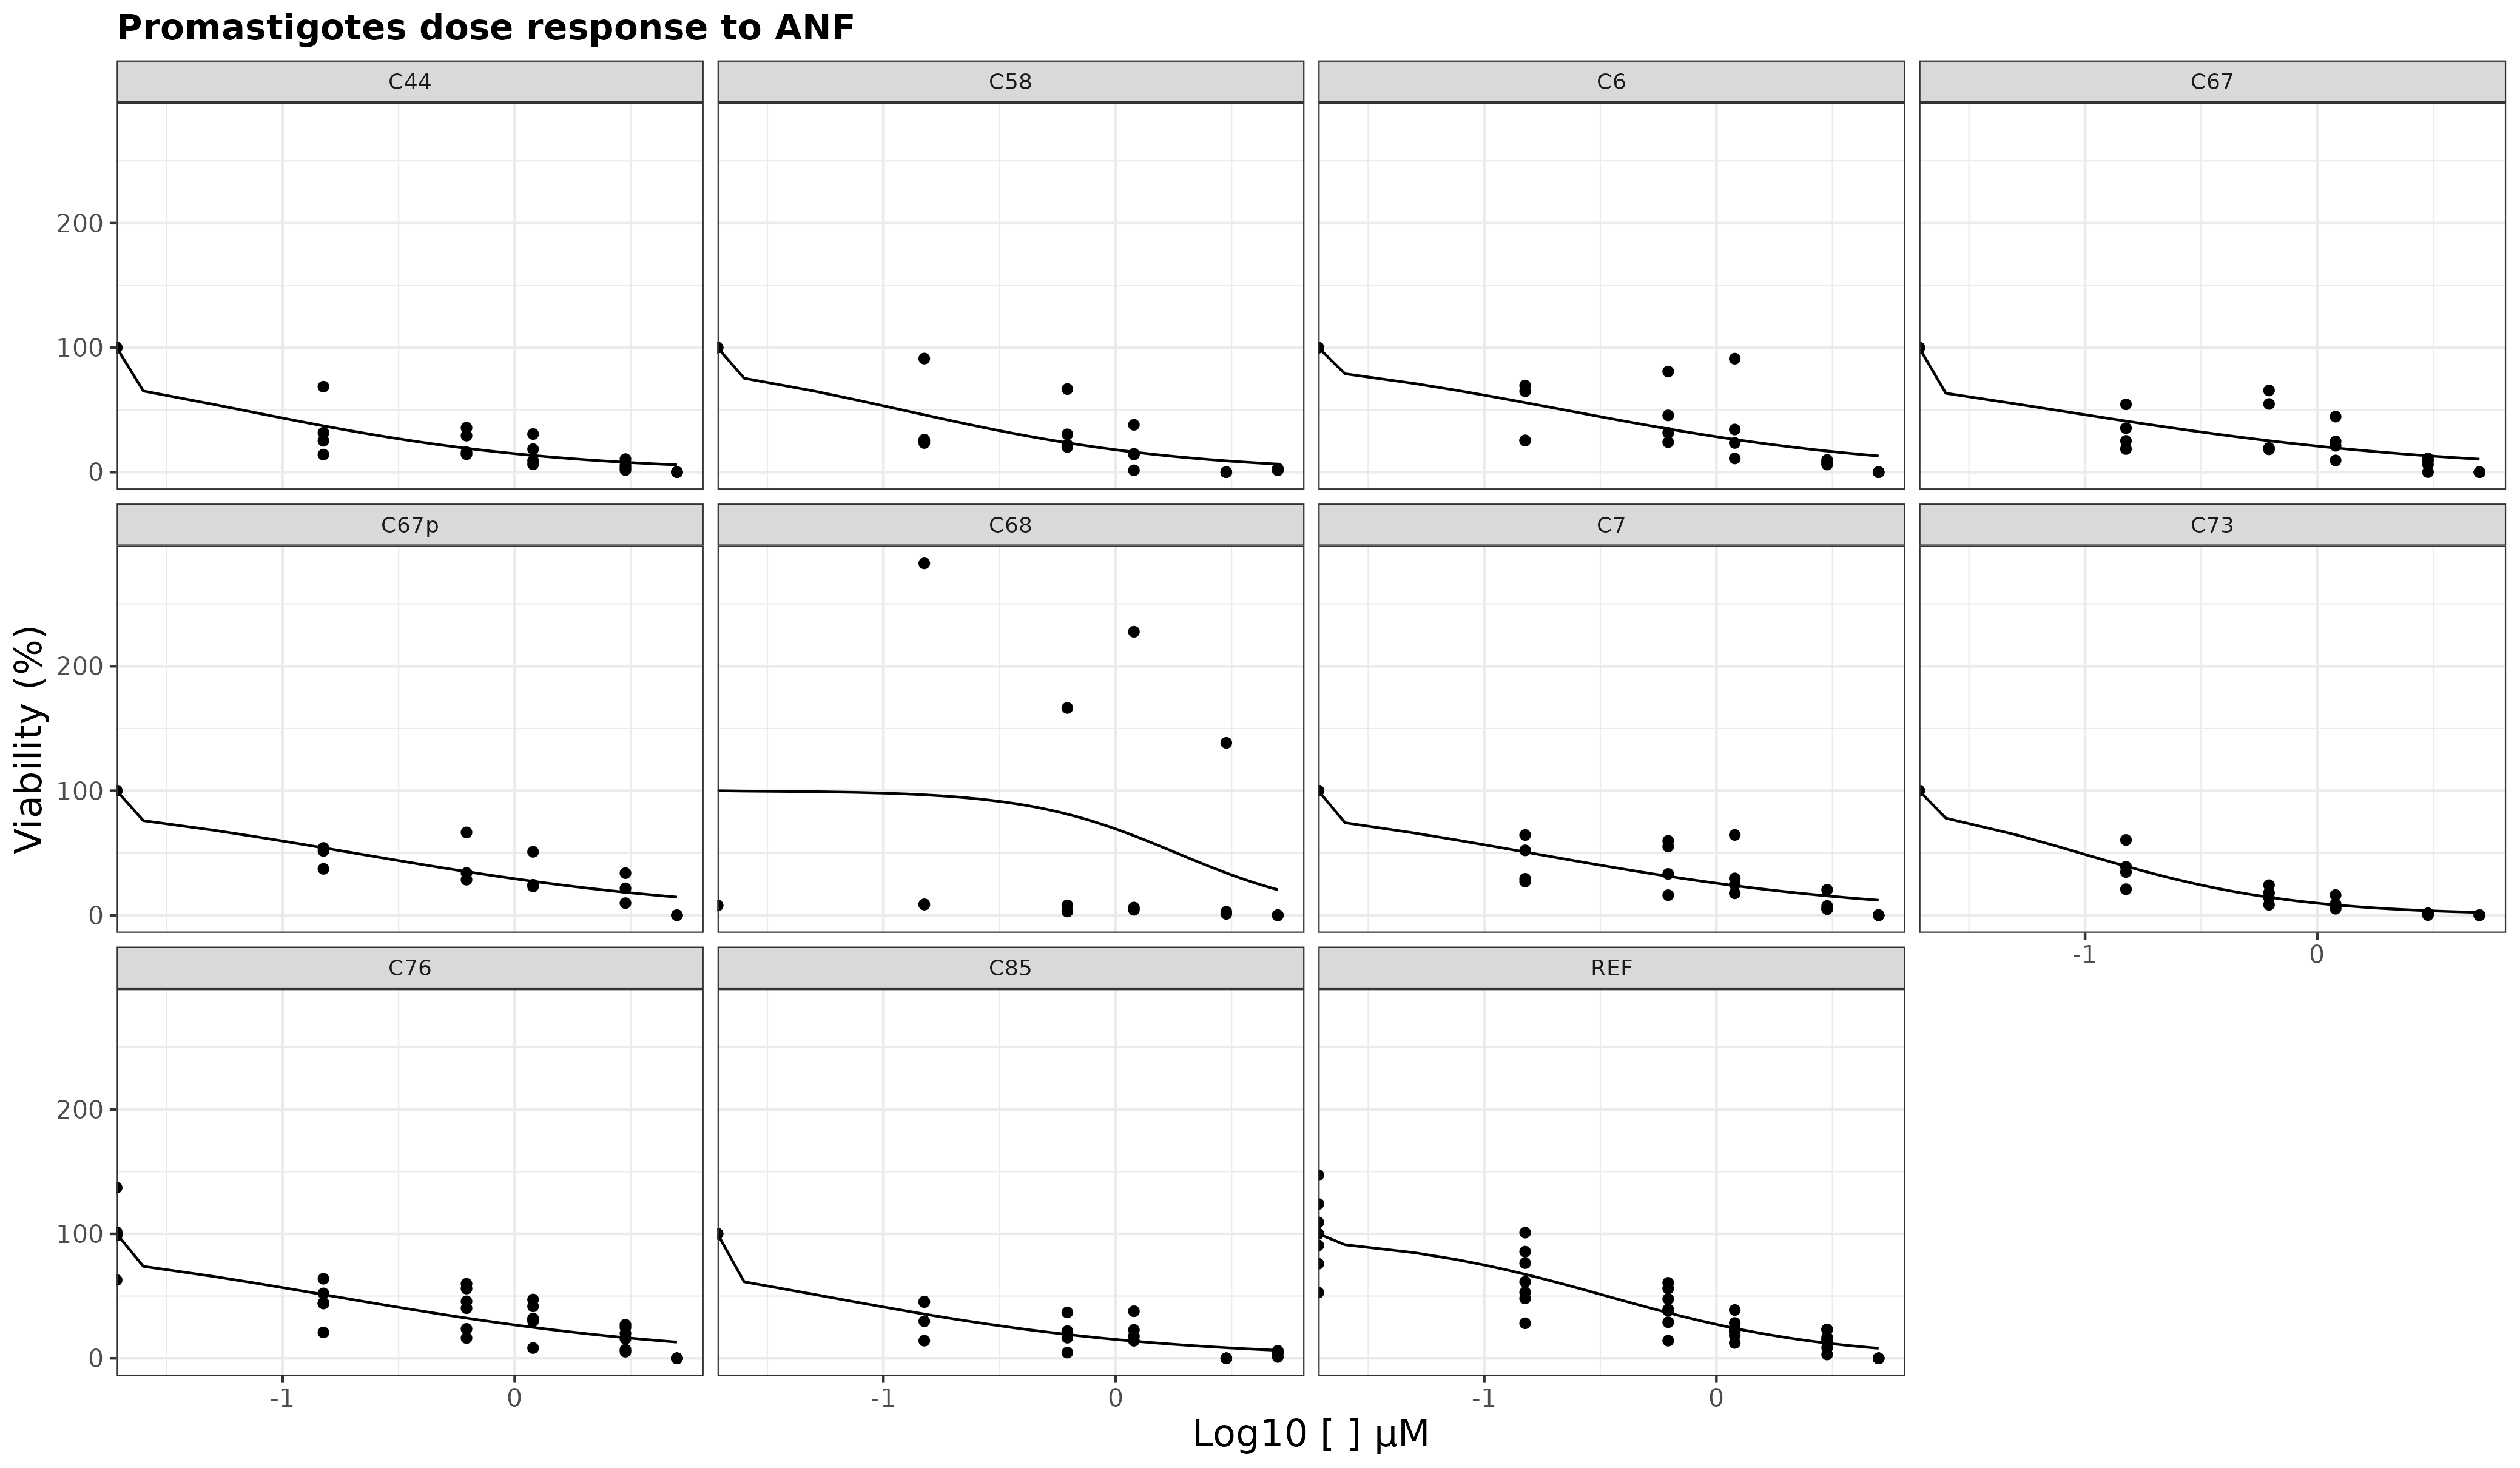 Promastigotes dose response to ANF
C44 C58 C6 C67
200
100
0
C67p C68 C7 C73
Viability (%)
200
100
0
-1 0
C76 C85 REF
200
100
0
-1 0 -1 0 -1 0
Log10 [ ] µM